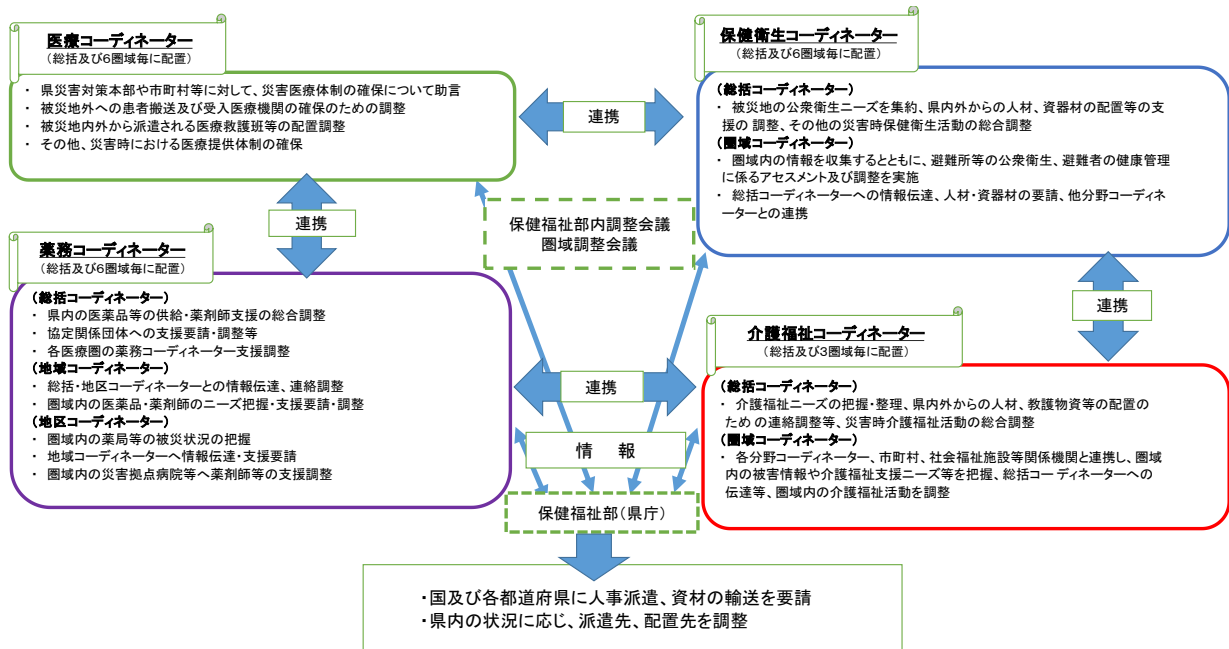 医療コーディネーター
(総括及び6圏域毎に配置)
・ 県災害対策本部や市町村等に対して、災害医療体制の確保について助言
・ 被災地外への患者搬送及び受入医療機関の確保のための調整
・ 被災地内外から派遣される医療救護班等の配置調整
・ その他、災害時における医療提供体制の確保
連携
保健衛生コーディネーター
(総括及び6圏域毎に配置)
(総括コーディネーター)
・ 被災地の公衆衛生ニーズを集約、県内外からの人材、資器材の配置等の支
援の 調整、その他の災害時保健衛生活動の総合調整
(圏域コーディネーター)
・ 圏域内の情報を収集するとともに、避難所等の公衆衛生、避難者の健康管理
に係るアセスメント及び調整を実施
・ 総括コーディネーターへの情報伝達、人材・資器材の要請、他分野コーディネ
ーターとの連携
連携
保健福祉部内調整会議
圏域調整会議
薬務コーディネーター
(総括及び6圏域毎に配置)
(総括コーディネーター)
・ 県内の医薬品等の供給・薬剤師支援の総合調整
・ 協定関係団体への支援要請・調整等
・ 各医療圏の薬務コーディネーター支援調整
(地域コーディネーター)
・ 総括・地区コーディネーターとの情報伝達、連絡調整
・ 圏域内の医薬品・薬剤師のニーズ把握・支援要請・調整
(地区コーディネーター)
・ 圏域内の薬局等の被災状況の把握
・ 地域コーディネーターへ情報伝達・支援要請
・ 圏域内の災害拠点病院等へ薬剤師等の支援調整
連携
連携
介護福祉コーディネーター
(総括及び3圏域毎に配置)
(総括コーディネーター)
・ 介護福祉ニーズの把握・整理、県内外からの人材、救護物資等の配置のた
めの連絡調整等、災害時介護福祉活動の総合調整
(圏域コーディネーター)
・ 各分野コーディネーター、市町村、社会福祉施設等関係機関と連携し、圏域
内の被害情報や介護福祉支援ニーズ等を把握、総括コーディネーターへの
伝達等、圏域内の介護福祉活動を調整
情 報
保健福祉部(県庁)
・国及び各都道府県に人事派遣、資材の輸送を要請
・県内の状況に応じ、派遣先、配置先を調整